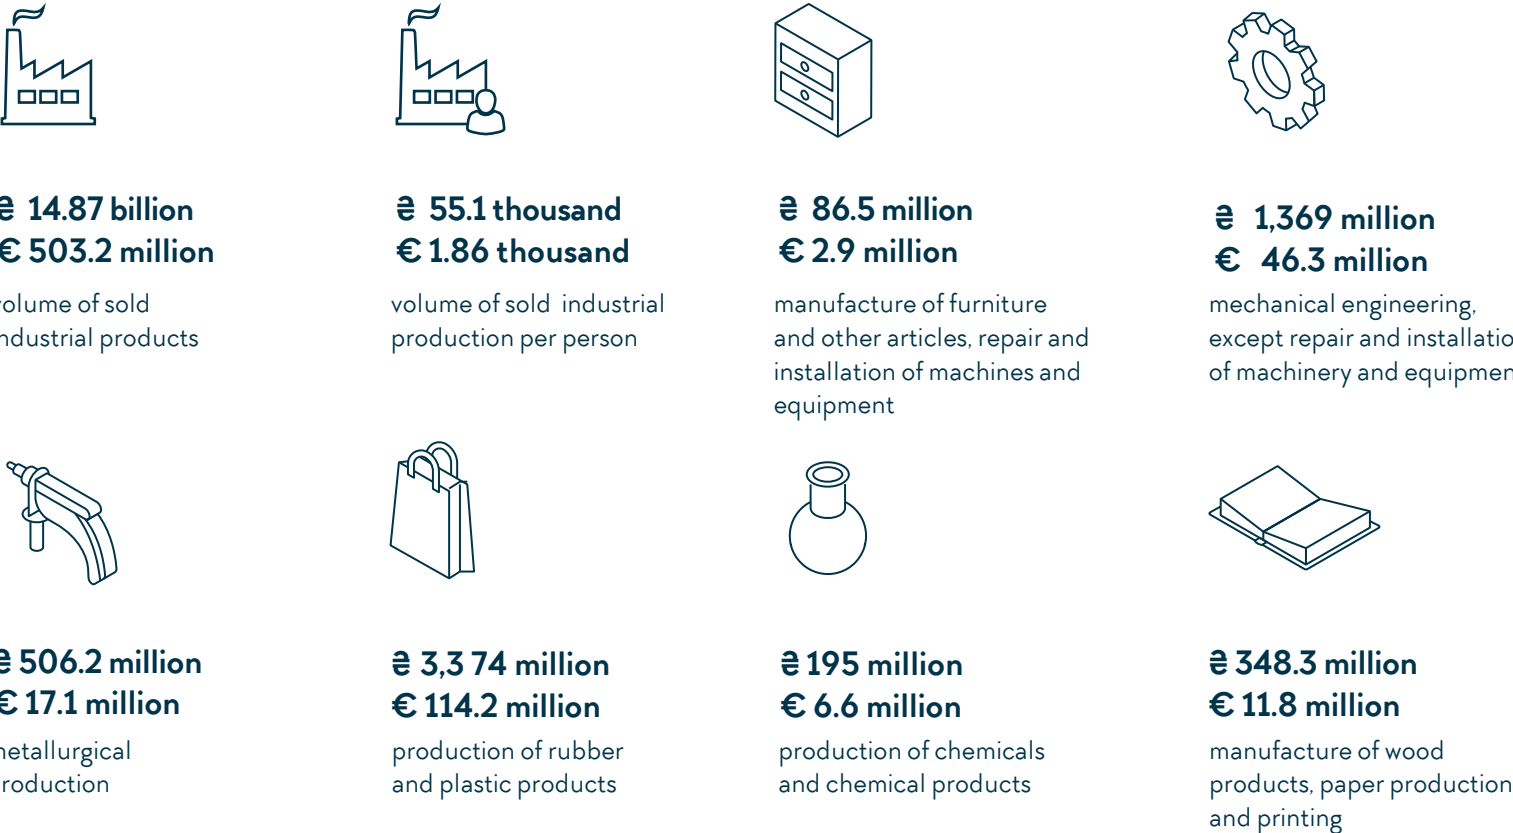 ₴ 14.87 billion
€ 503.2 million
volume of sold
industrial products
₴ 55.1 thousand
€ 1.86 thousand
volume of sold industrial
production per person
₴ 86.5 million
€ 2.9 million
manufacture of furniture
and other articles, repair and
installation of machines and
equipment
₴ 1,369 million
€ 46.3 million
mechanical engineering,
except repair and installatio
of machinery and equipmen
₴ 506.2 million
€ 17.1 million
metallurgical
production
₴ 3,3 74 million
€ 114.2 million
production of rubber
and plastic products
₴ 195 million
€ 6.6 million
production of chemicals
and chemical products
₴ 348.3 million
€ 11.8 million
manufacture of wood
products, paper production
and printing